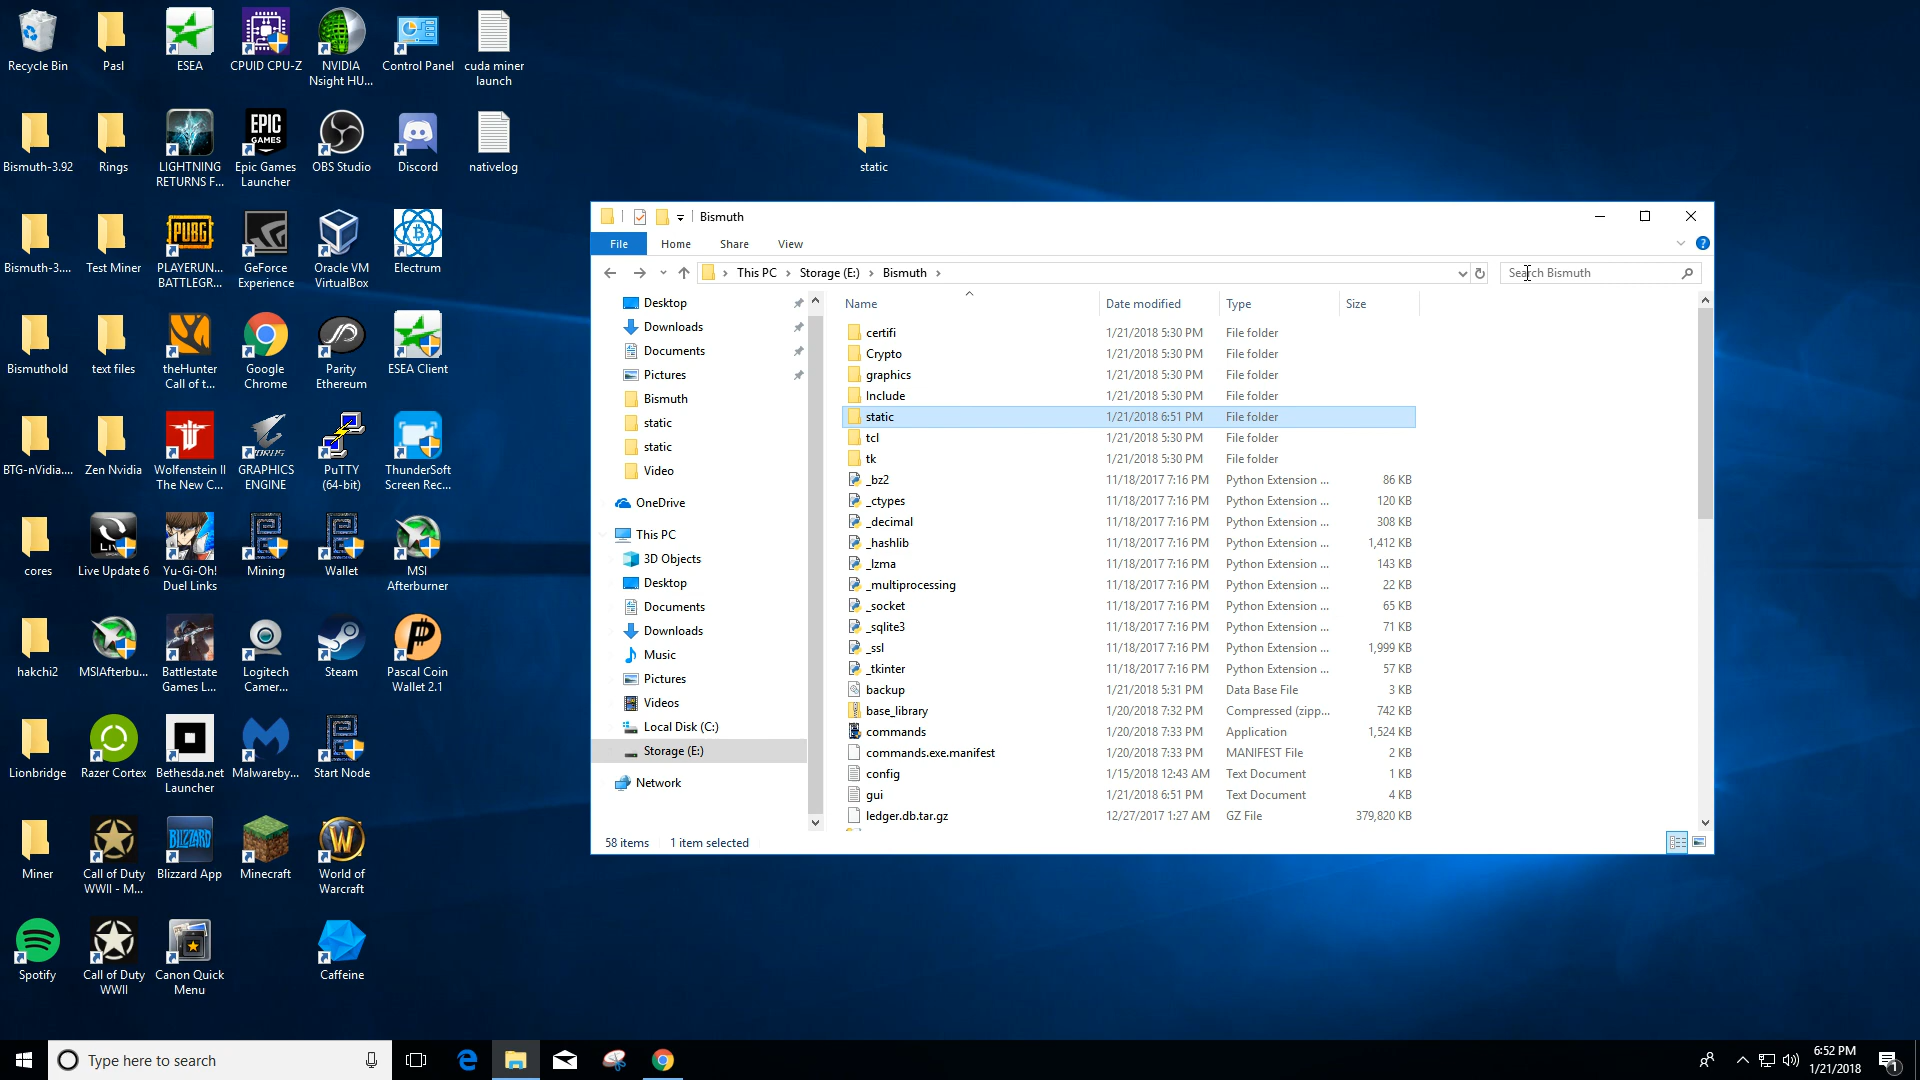 Recycle Bin
Pasl
ESEA
CPUID CPU-Z
NVIDIA
Nsight HU...
Control Panel
cuda miner
launch
Bismuth-3.92
Rings
LIGHTNING
RETURNS F...
EPIC
GAMES
Epic Games
Launcher
OBS Studio
Discord
nativelog
static
Bismuth-3....
Test Miner
PUBG
PLAYERUN...
BATTLEGR...
GeForce
Experience
Oracle VM
VirtualBox
Electrum
Bismuthold
text files
theHunter
Call of t...
Google
Chrome
Parity
Ethereum
ESEA Client
BTG-nVidia....
Zen Nvidia
Wolfenstein II
The New C...
GRAPHICS
ENGINE
PuTTY
(64-bit)
ThunderSoft
Screen Rec...
cores
Live Update 6
Yu-Gi-Oh!
Duel Links
Mining
Wallet
MSI
Afterburner
hakchi2
MSIAfterbu...
Battlestate
Games L...
Logitech
Camer...
Steam
Pascal Coin
Wallet 2.1
Lionbridge
Razer Cortex
Bethesda.net
Launcher
Malwareby...
Start Node
Miner
Call of Duty
WWII - M...
BLIZZARD
Blizzard App
Minecraft
World of
Warcraft
Spotify
Call of Duty
WWII
Canon Quick
Menu
Caffeine
Bismuth
File Home Share View
This PC Storage (E:) Bismuth
Search Bismuth
Desktop
Downloads
Documents
Pictures
Bismuth
static
static
Video
OneDrive
This PC
3D Objects
Desktop
Documents
Downloads
Music
Pictures
Videos
Local Disk (C:)
Storage (E:)
Network
Name Date modified Type Size
certifi 1/21/2018 5:30 PM File folder
Crypto 1/21/2018 5:30 PM File folder
graphics 1/21/2018 5:30 PM File folder
Include 1/21/2018 5:30 PM File folder
static 1/21/2018 6:51 PM File folder
tcl 1/21/2018 5:30 PM File folder
tk 1/21/2018 5:30 PM File folder
_bz2 11/18/2017 7:16 PM Python Extension ... 86 KB
_ctypes 11/18/2017 7:16 PM Python Extension ... 120 KB
_decimal 11/18/2017 7:16 PM Python Extension ... 308 KB
_hashlib 11/18/2017 7:16 PM Python Extension ... 1,412 KB
_lzma 11/18/2017 7:16 PM Python Extension ... 143 KB
_multiprocessing 11/18/2017 7:16 PM Python Extension ... 22 KB
_socket 11/18/2017 7:16 PM Python Extension ... 65 KB
_sqlite3 11/18/2017 7:16 PM Python Extension ... 71 KB
_ssl 11/18/2017 7:16 PM Python Extension ... 1,999 KB
_tkinter 11/18/2017 7:16 PM Python Extension ... 57 KB
backup 1/21/2018 5:31 PM Data Base File 3 KB
base_library 1/20/2018 7:32 PM Compressed (zipp... 742 KB
commands 1/20/2018 7:33 PM Application 1,524 KB
commands.exe.manifest 1/20/2018 7:33 PM MANIFEST File 2 KB
config 1/15/2018 12:43 AM Text Document 1 KB
gui 1/21/2018 6:51 PM Text Document 4 KB
ledger.db.tar.gz 12/27/2017 1:27 AM GZ File 379,820 KB
58 items 1 item selected
Type here to search
6:52 PM
1/21/2018
1